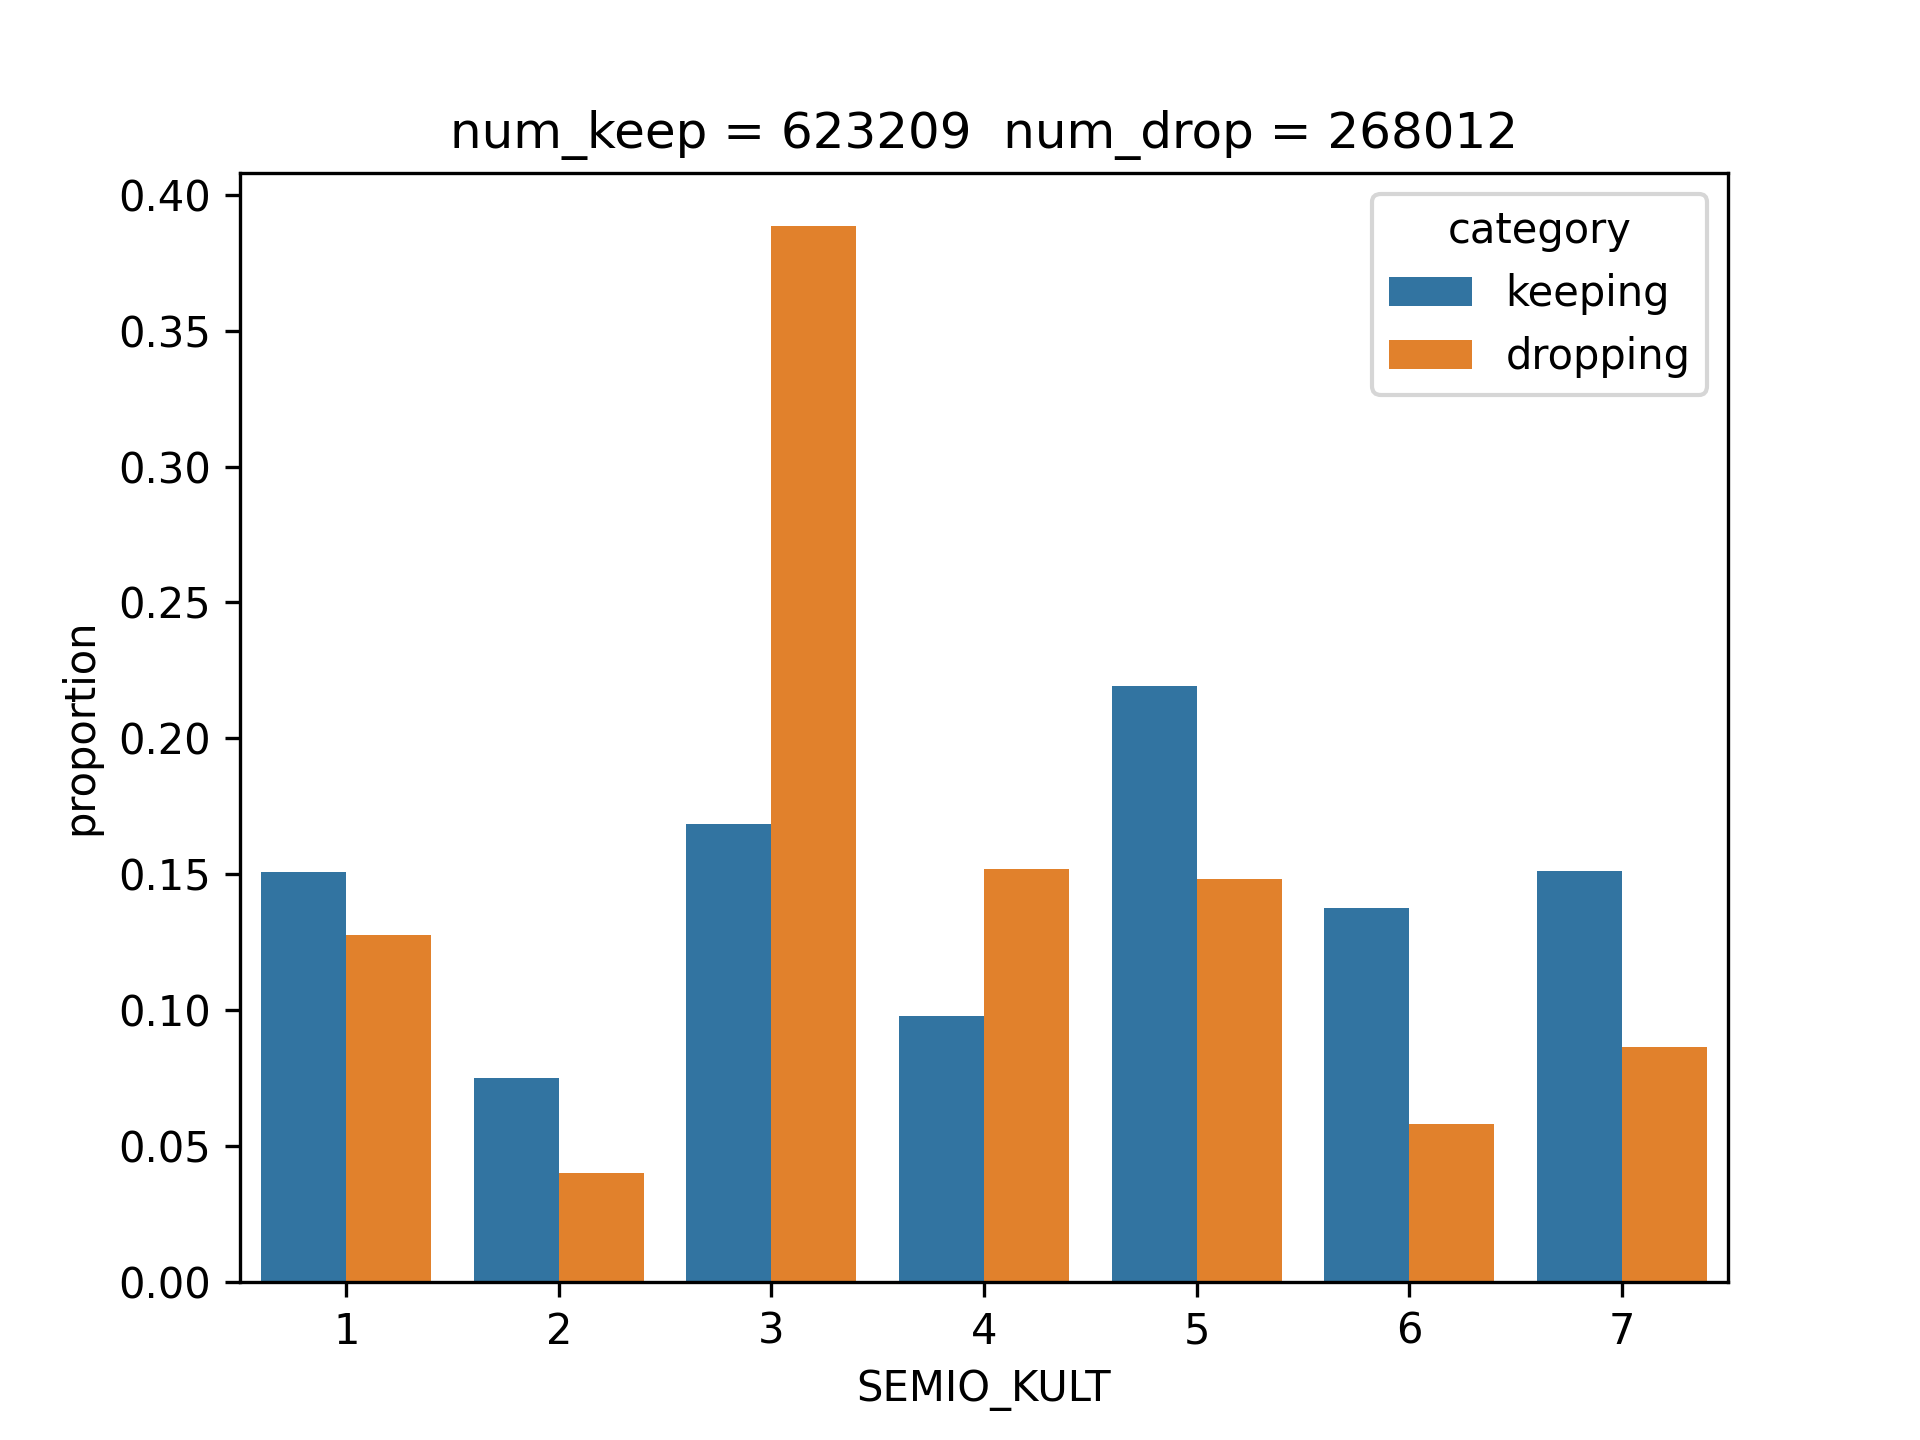 num_keep = 623209  num_drop = 268012
category
keeping
dropping
proportion
0.40
0.35
0.30
0.25
0.20
0.15
0.10
0.05
0.00
1 2 3 4 5 6 7
SEMIO_KULT